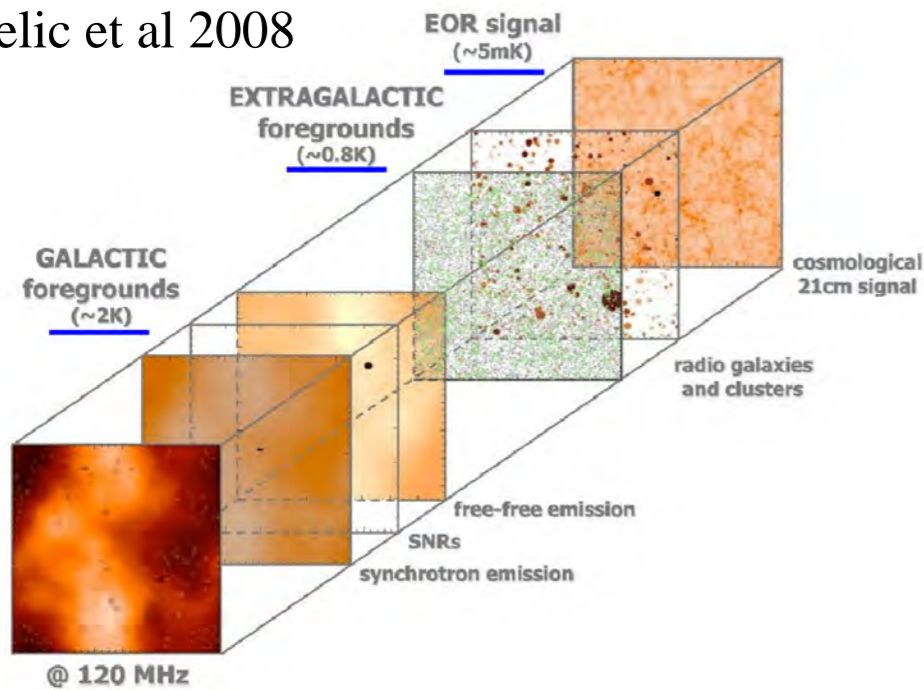 et al 2008
EOR signal
(~5mK)
EXTRAGALACTIC
foregrounds
(~0.8K)
GALACTIC
foregrounds
(~2K)
cosmological
21cm signal
radio galaxies
and clusters
free-free emission
SNRs
synchrotron emission
@ 120 MHz